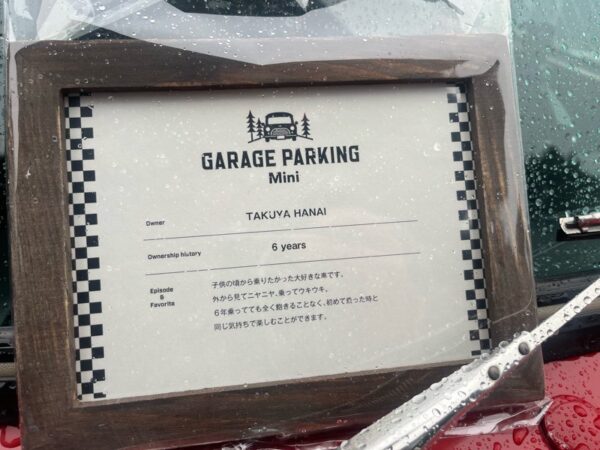 GARAGE PARKING
Mini
Owner
TAKUYA HANAI
Ownership history
6 years
Episode
&
Favorite
子供の頃から乗りたかった大好きな車です。
外から見てニヤニヤ、乗ってウキウキ。
6年乗ってても全く飽きることなく、初めて買った時と
同じ気持ちで楽しむことができます。